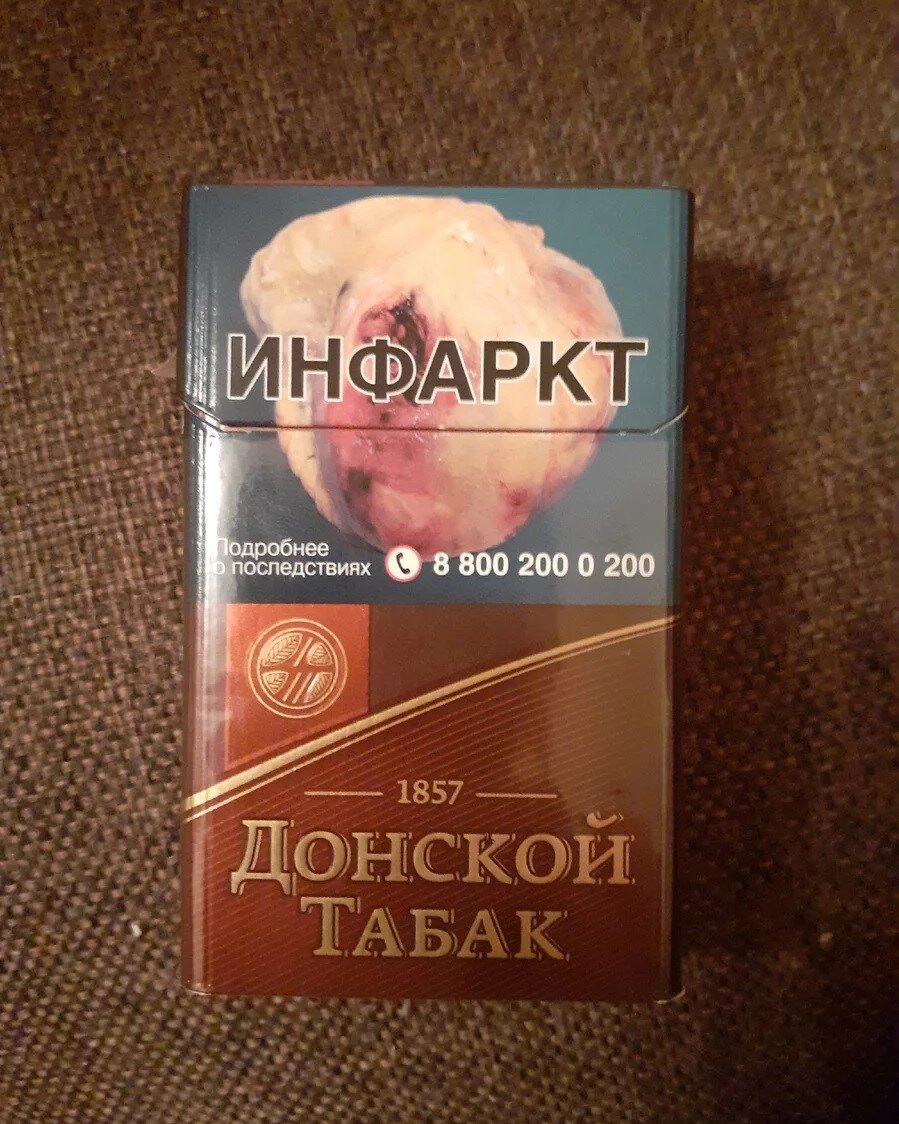 ИНФАРКТ
Подробнее
о последствиях
8 800 200 0 200
1857
Донской
Табак